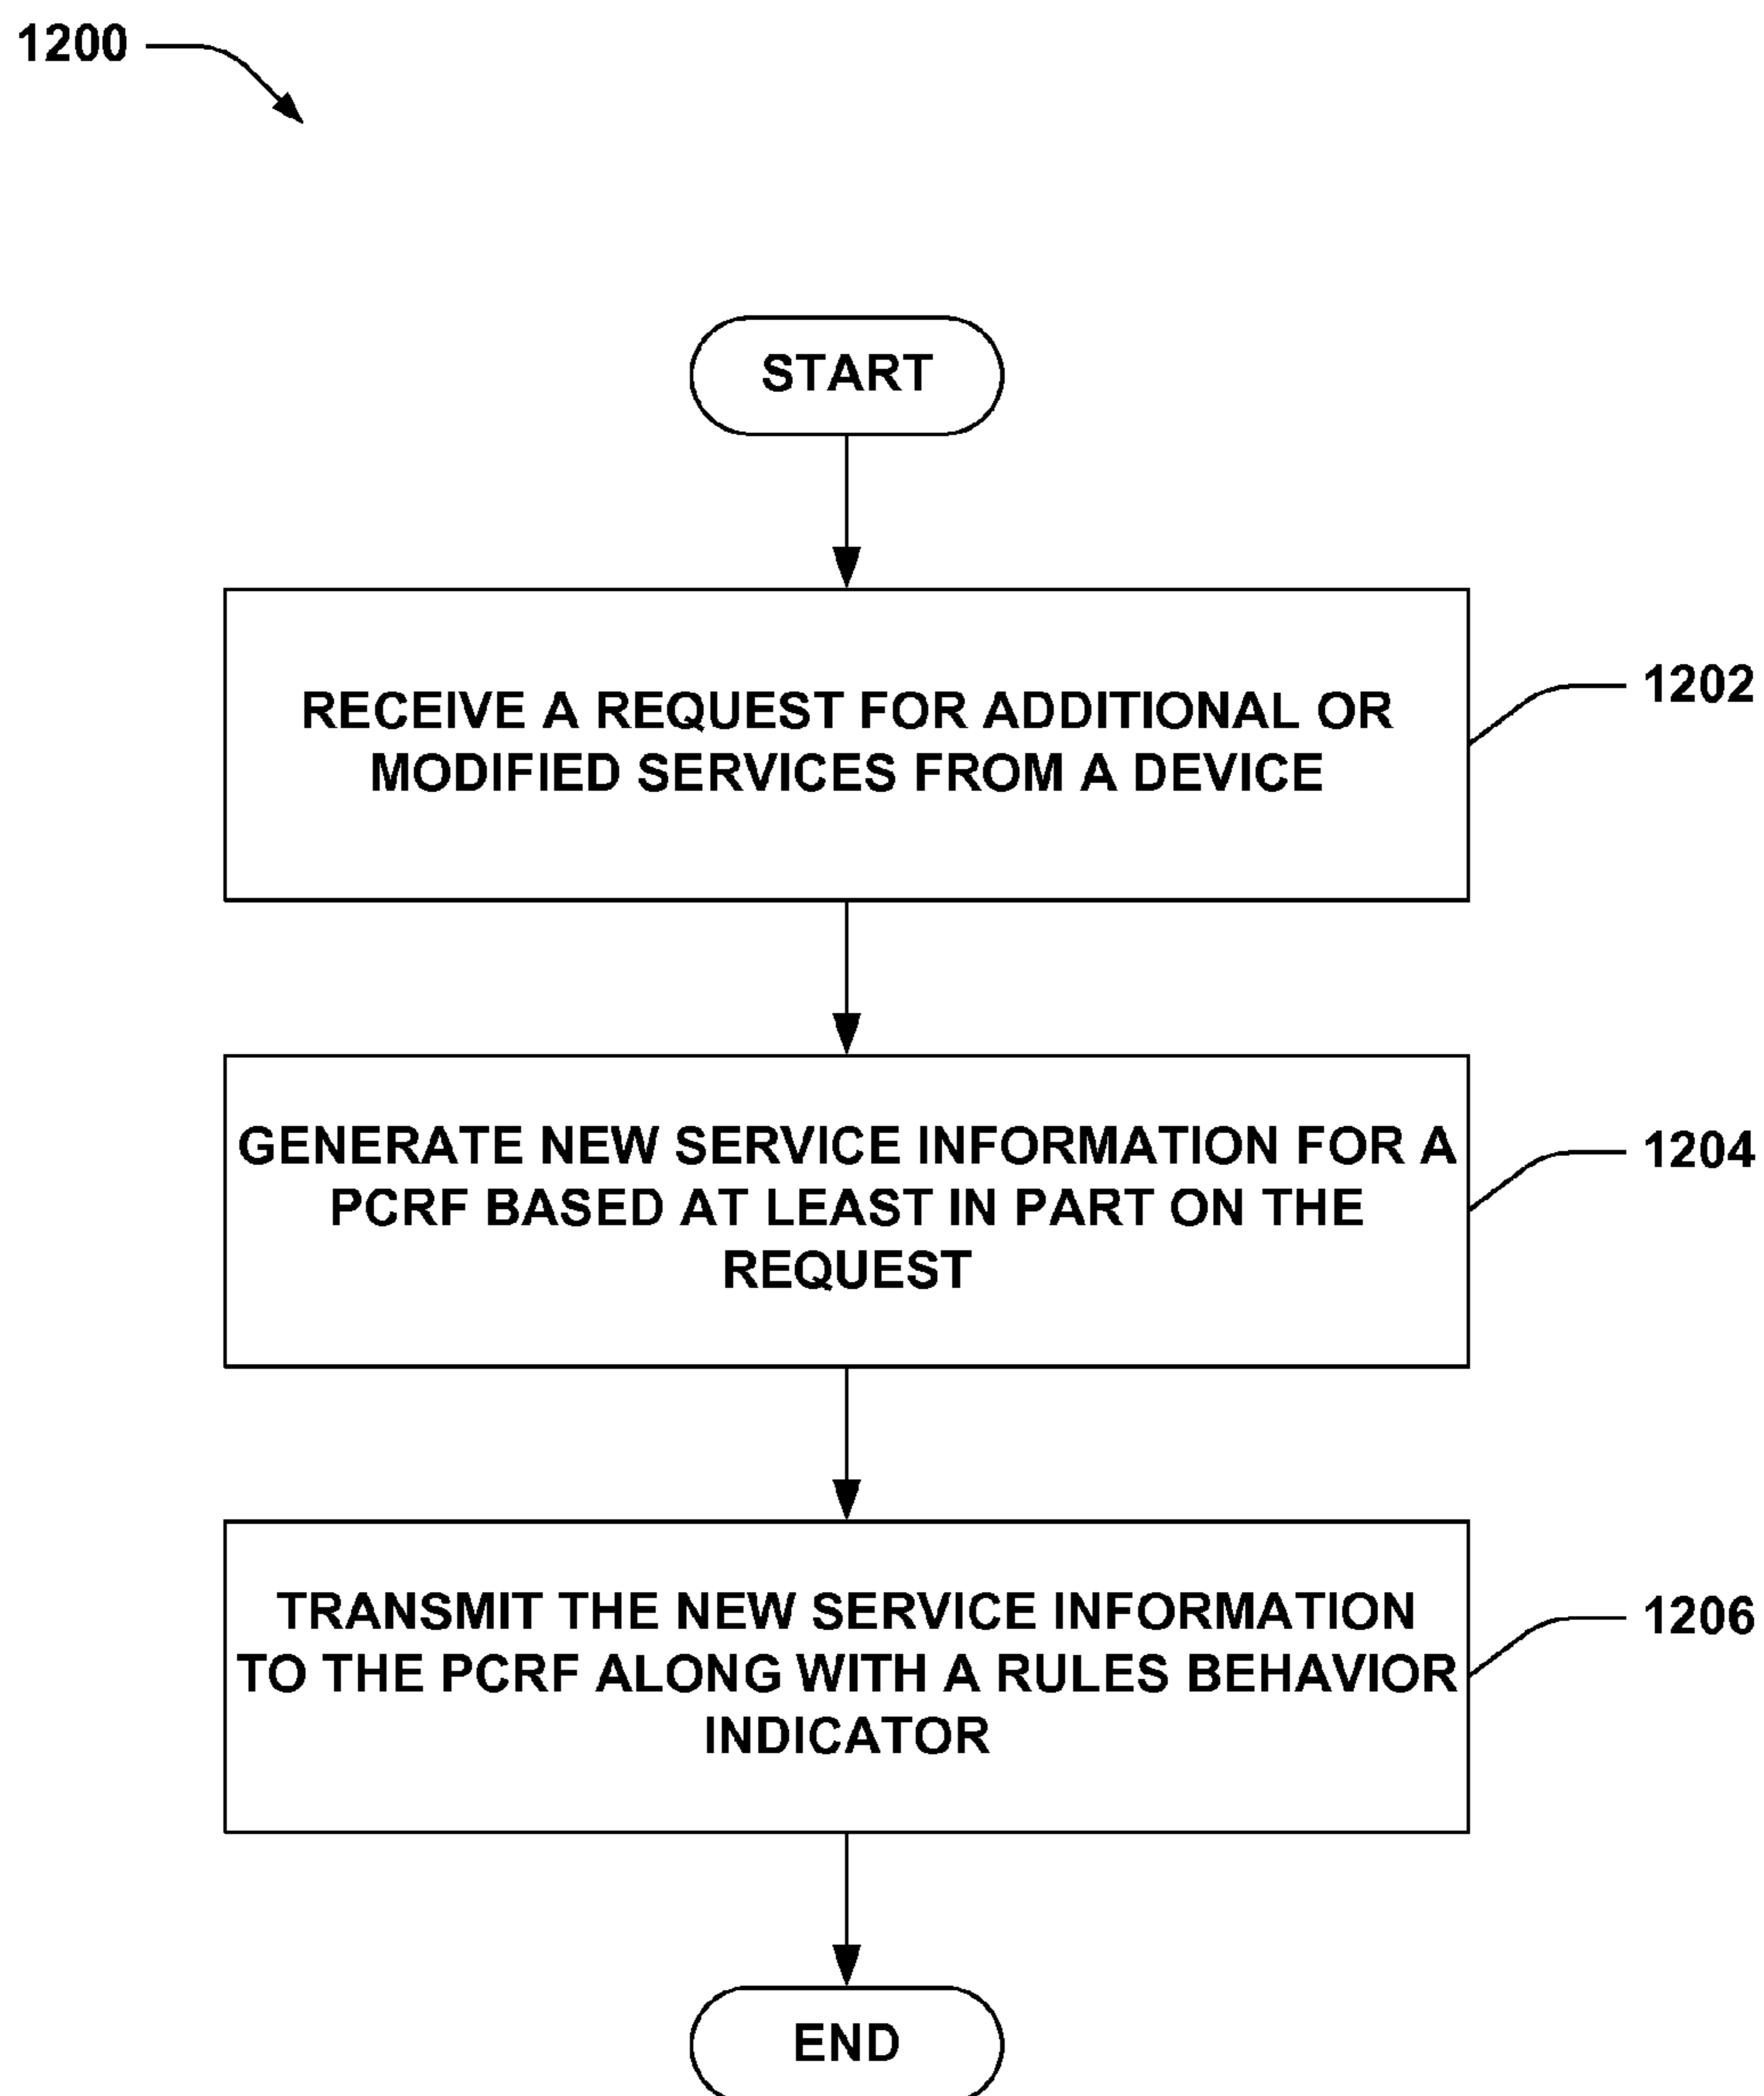 1200
START
RECEIVE A REQUEST FOR ADDITIONAL OR
MODIFIED SERVICES FROM A DEVICE
1202
GENERATE NEW SERVICE INFORMATION FOR A
PCRF BASED AT LEAST IN PART ON THE
REQUEST
1204
TRANSMIT THE NEW SERVICE INFORMATION
TO THE PCRF ALONG WITH A RULES BEHAVIOR
INDICATOR
1206
END